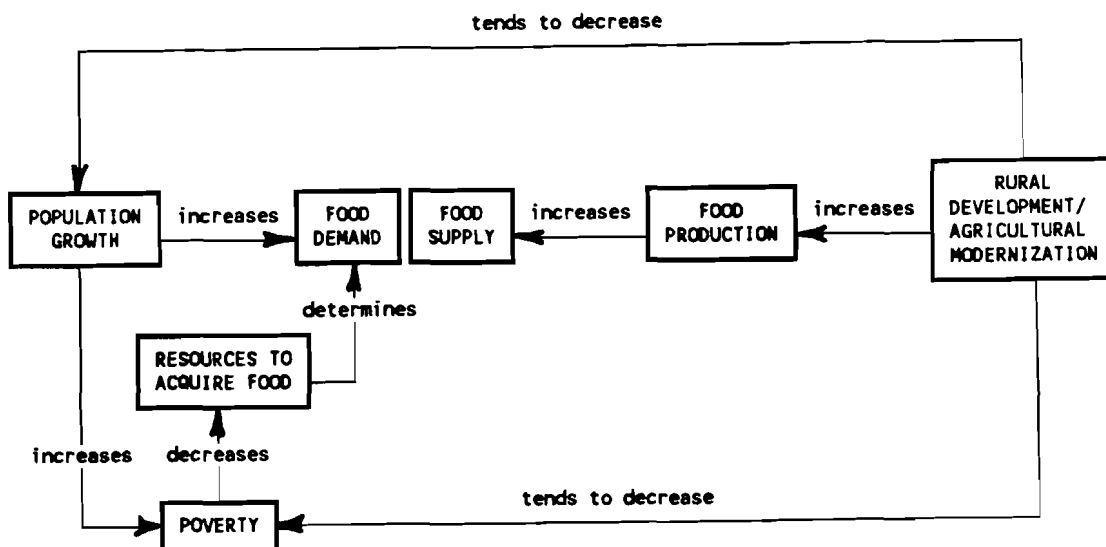 tends to decrease
POPULATION
GROWTH
increases
FOOD
DEMAND
FOOD
SUPPLY
increases
FOOD
PRODUCTION
increases
RURAL
DEVELOPMENT/
AGRICULTURAL
MODERNIZATION
determines
RESOURCES TO
ACQUIRE FOOD
increases
decreases
POVERTY
tends to decrease